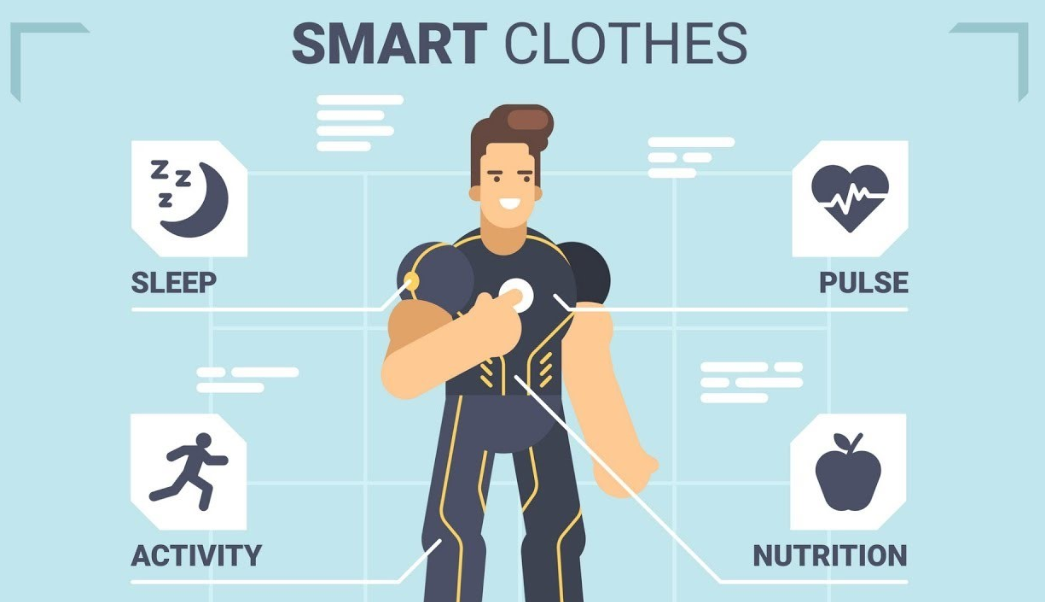 SMART CLOTHES
z z z
SLEEP
PULSE
ACTIVITY
NUTRITION